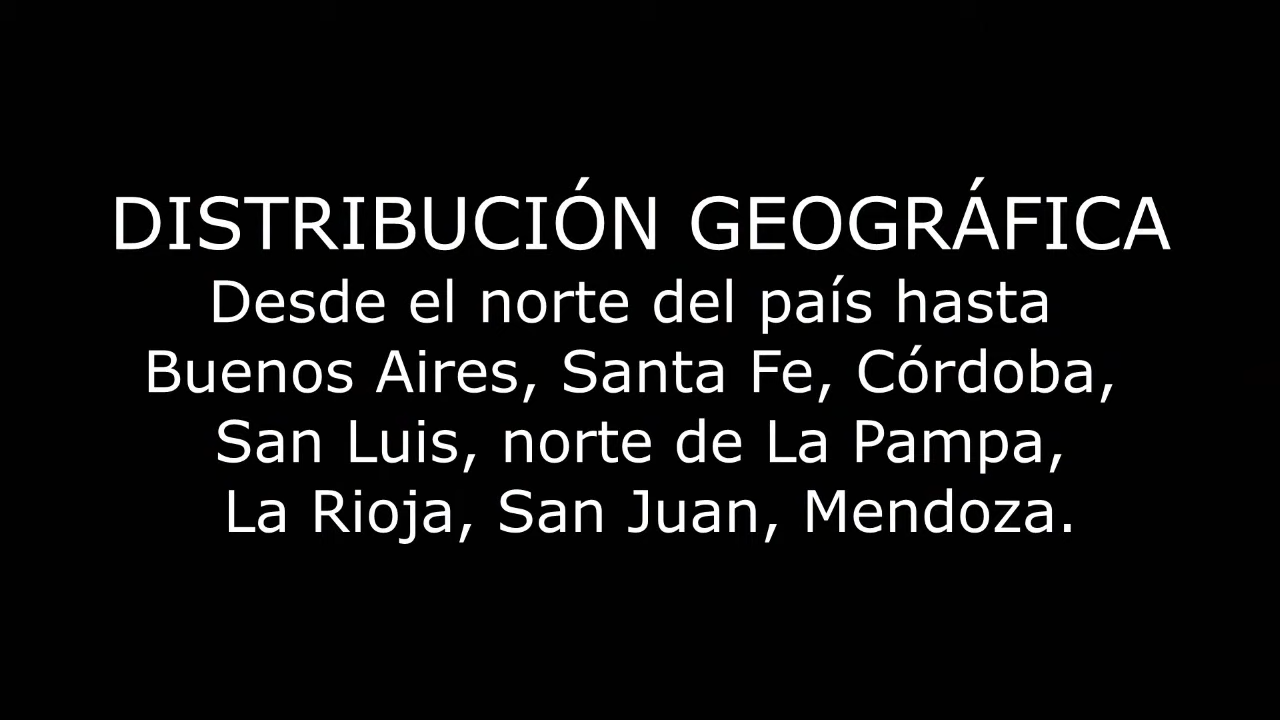 DISTRIBUCIÓN GEOGRÁFICA
Desde el norte del país hasta
Buenos Aires, Santa Fe, Córdoba,
San Luis, norte de La Pampa,
La Rioja, San Juan, Mendoza.